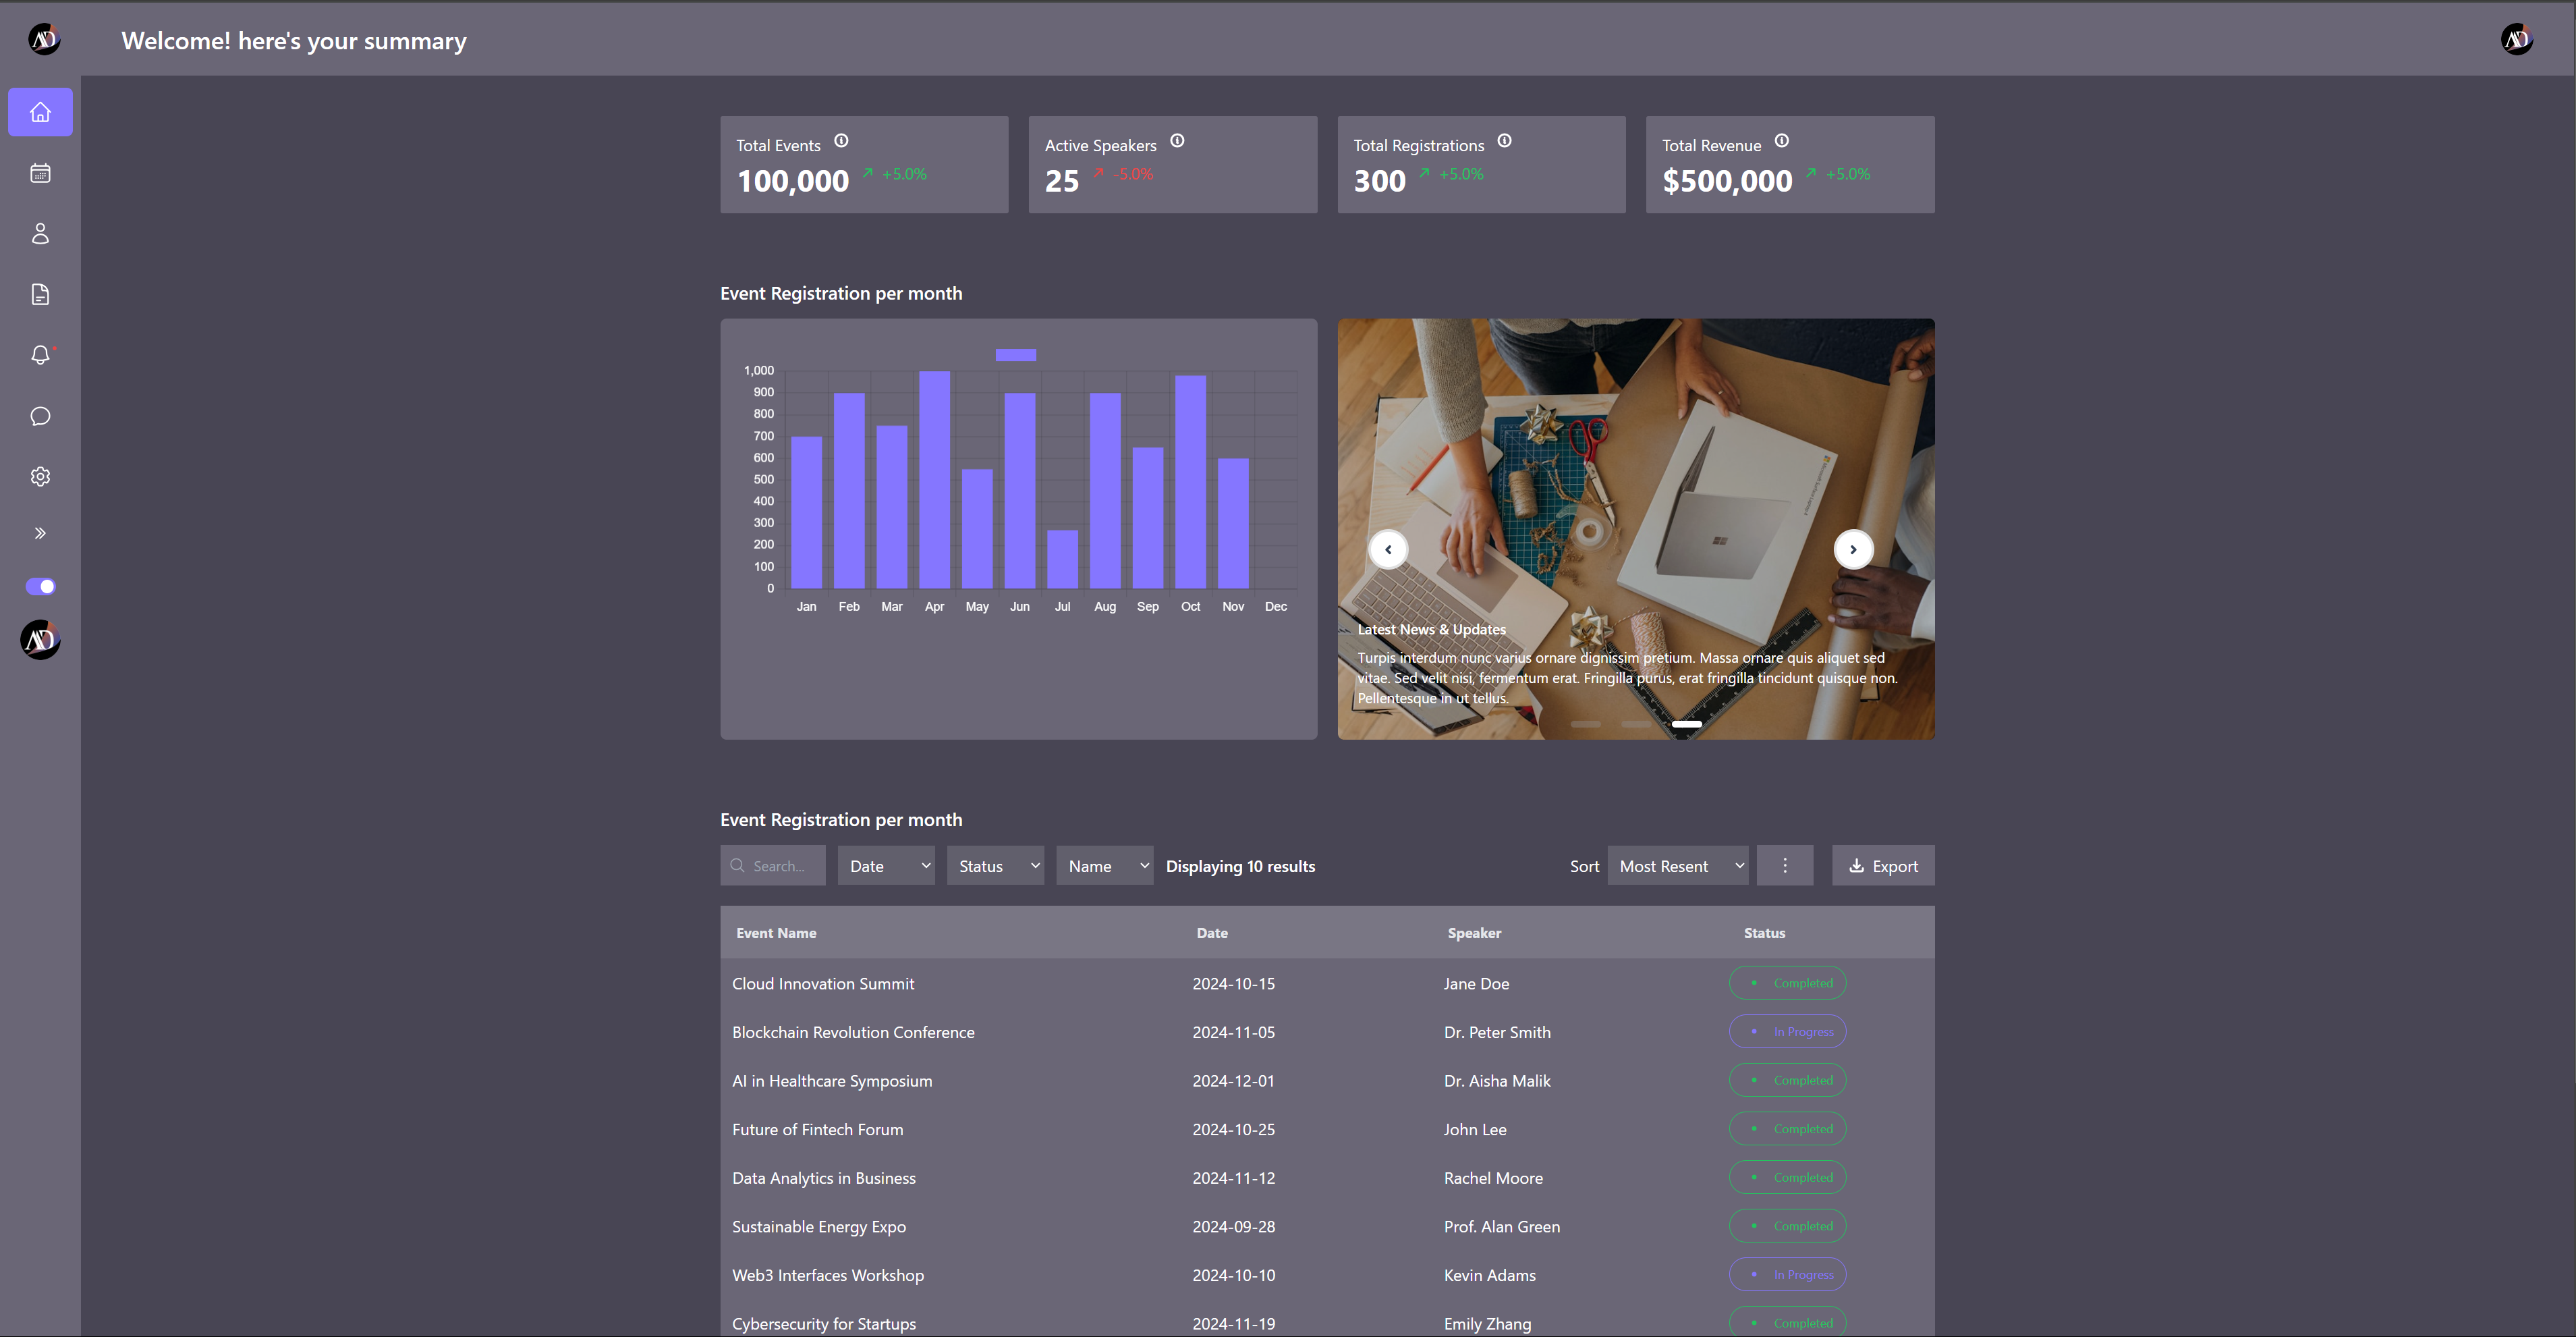 Welcome! here's your summary
Total Events
100,000 +5.0%
Active Speakers
25 -5.0%
Total Registrations
300 +5.0%
Total Revenue
$500,000 +5.0%
Event Registration per month
1,000
900
800
700
600
500
400
300
200
100
0
Jan Feb Mar Apr May Jun Jul Aug Sep Oct Nov Dec
Latest News & Updates
Turpis interdum nunc varius ornare dignissim pretium. Massa ornare quis aliquet sed
vitae. Sed velit nisi, fermentum erat. Fringilla purus, erat fringilla tincidunt quisque non.
Pellentesque in ut tellus.
Event Registration per month
Search... Date Status Name Displaying 10 results Sort Most Resent Export
Event Name Date Speaker Status
Cloud Innovation Summit 2024-10-15 Jane Doe Completed
Blockchain Revolution Conference 2024-11-05 Dr. Peter Smith In Progress
AI in Healthcare Symposium 2024-12-01 Dr. Aisha Malik Completed
Future of Fintech Forum 2024-10-25 John Lee Completed
Data Analytics in Business 2024-11-12 Rachel Moore Completed
Sustainable Energy Expo 2024-09-28 Prof. Alan Green Completed
Web3 Interfaces Workshop 2024-10-10 Kevin Adams In Progress
Cybersecurity for Startups 2024-11-19 Emily Zhang Completed